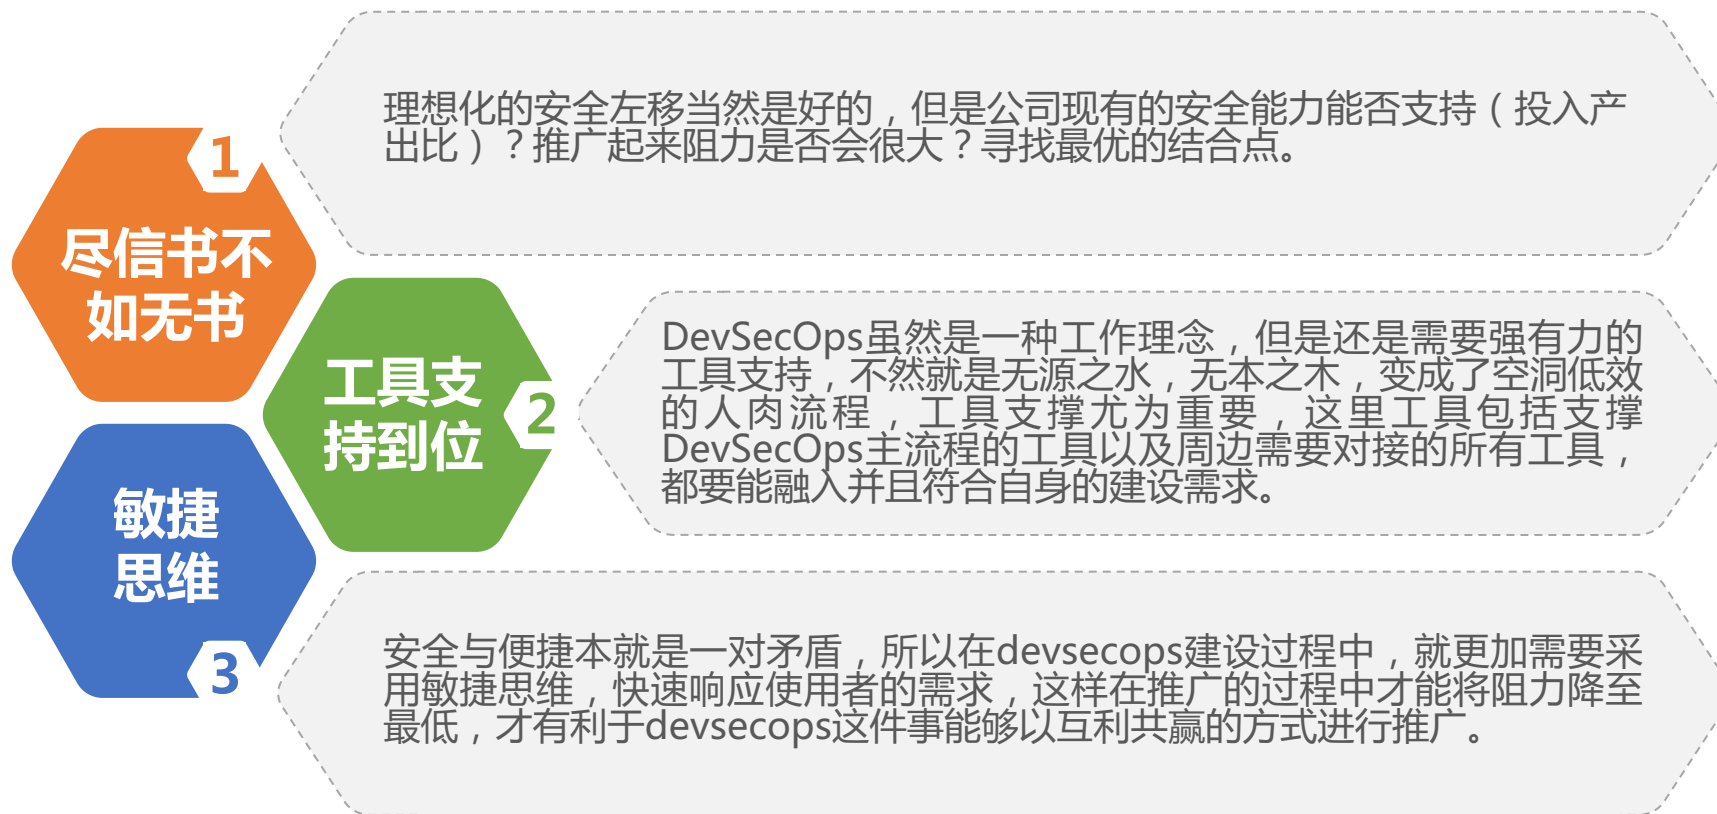 1
尽信书不
如无书
理想化的安全左移当然是好的，但是公司现有的安全能力能否支持（投入产
出比）？推广起来阻力是否会很大？寻找最优的结合点。
工具支
持到位
2
DevSecOps虽然是一种工作理念，但是还是需要强有力的
工具支持，不然就是无源之水，无本之木，变成了空洞低效
的人肉流程，工具支撑尤为重要，这里工具包括支撑
DevSecOps主流程的工具以及周边需要对接的所有工具，
都要能融入并且符合自身的建设需求。
敏捷
思维
3
安全与便捷本就是一对矛盾，所以在devsecops建设过程中，就更加需要采
用敏捷思维，快速响应使用者的需求，这样在推广的过程中才能将阻力降至
最低，才有利于devsecops这件事能够以互利共赢的方式进行推广。